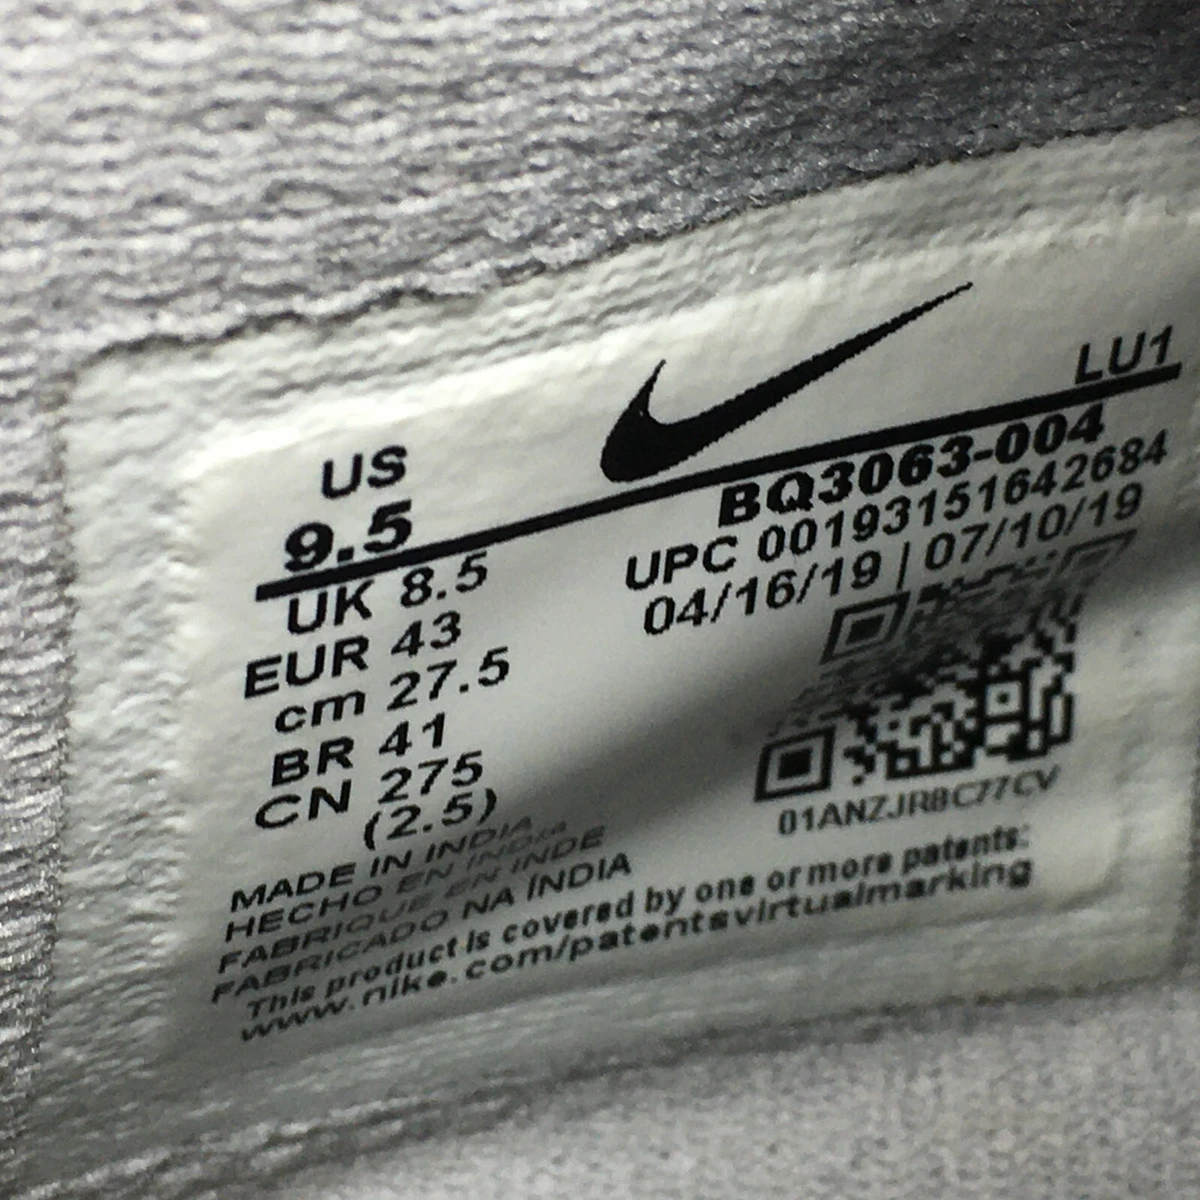 US
9.5
UK 8.5
EUR 43
cm 27.5
BR 41
CN 275
(2.5)
LU1
BQ3063-004
UPC 00193151642684
04/16/19 | 07/10/19
01ANZJR8C77CV
MADE IN INDIA
HECHO EN INDIA
FABRIQUE EN INDE
FABRICADO NA ÍNDIA
This product is covered by one or more patents:
www.nike.com/patentsvirtualmarking